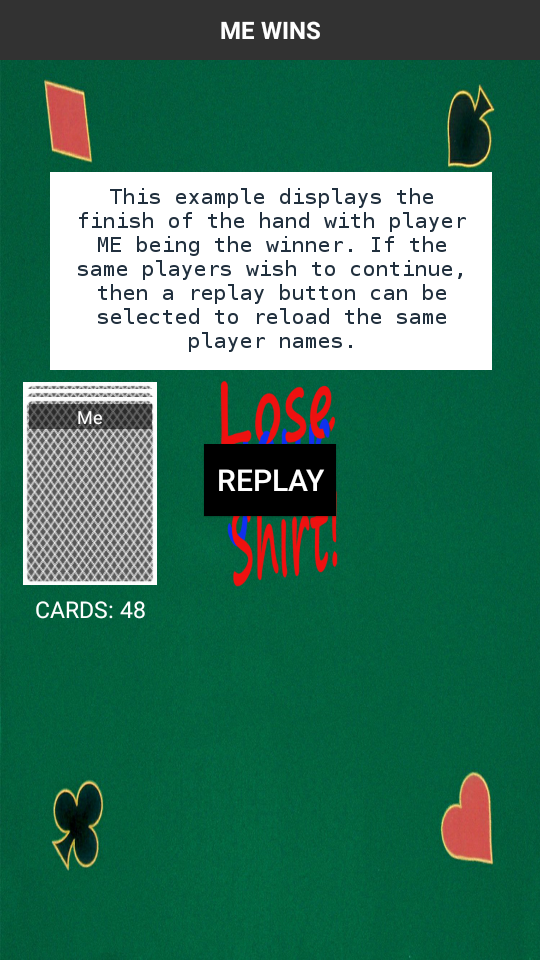 ME WINS
This example displays the
finish of the hand with player
ME being the winner. If the
same players wish to continue,
then a replay button can be
selected to reload the same
player names.
Me
Lose
REPLAY
Shirt!
CARDS: 48